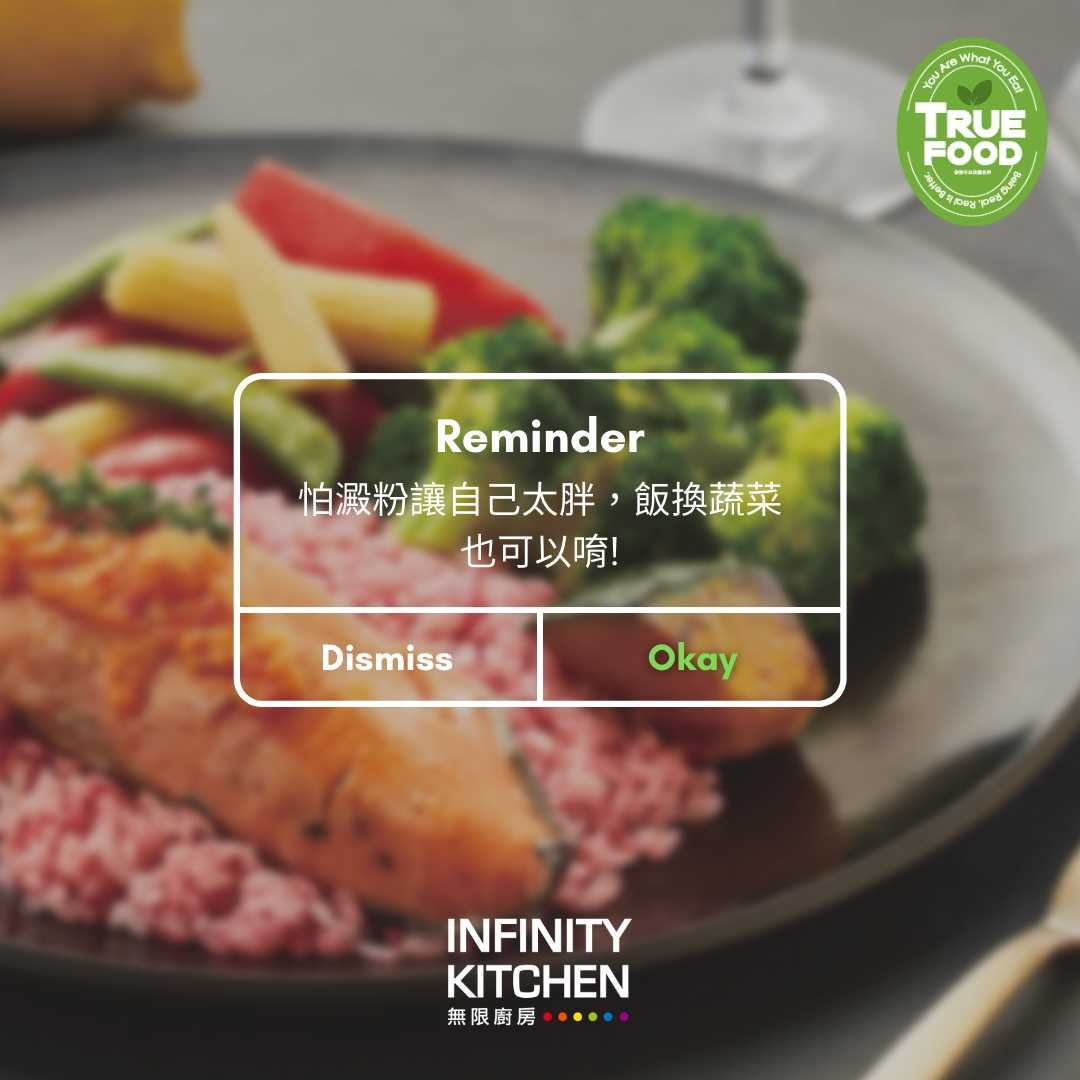 You Are What You Eat
TRUE
FOOD
Being Real, Real Is Better.
Reminder
怕澱粉讓自己太胖，飯換蔬菜
也可以唷!
Dismiss
Okay
INFINITY
KITCHEN
無限廚房